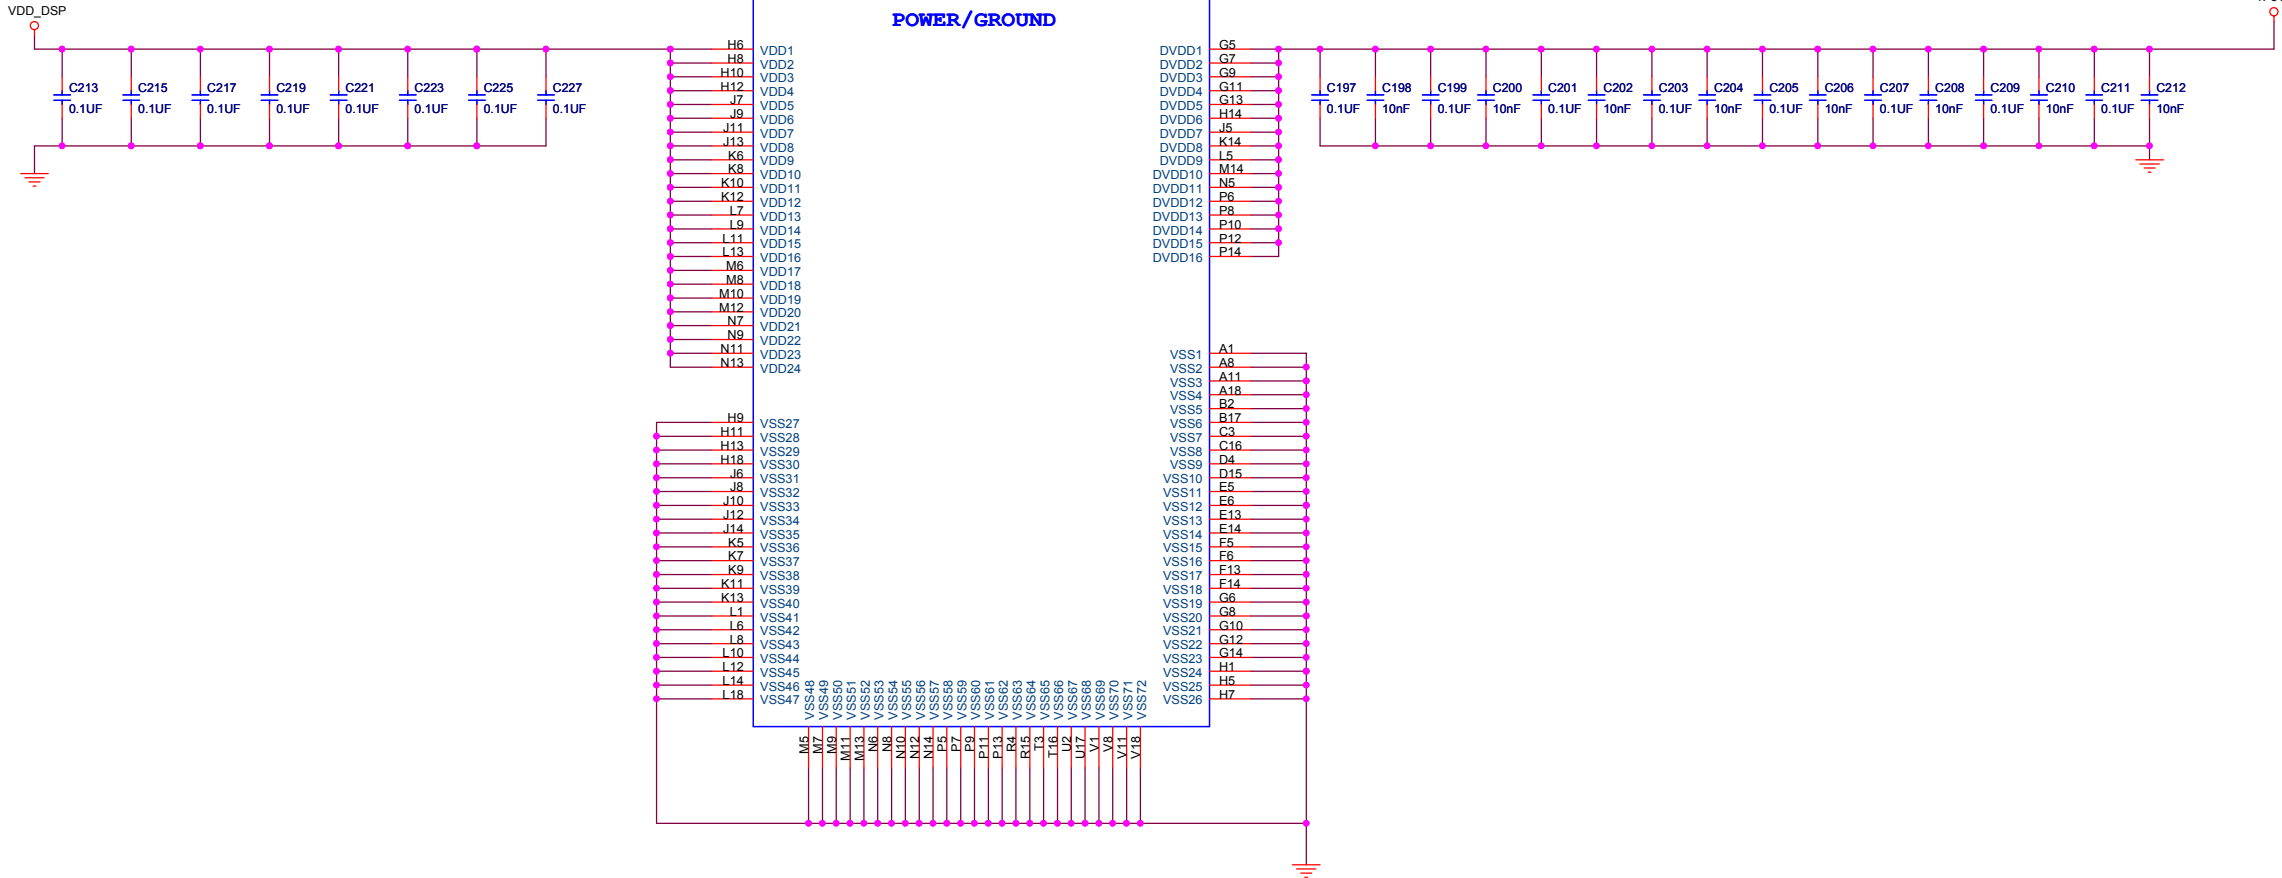 VDD_DSP
POWER/GROUND
C213
0.1UF
C215
0.1UF
C217
0.1UF
C219
0.1UF
C221
0.1UF
C223
0.1UF
C225
0.1UF
C227
0.1UF
H6 VDD1
H8 VDD2
H10 VDD3
H12 VDD4
J7 VDD5
J9 VDD6
J11 VDD7
J13 VDD8
K6 VDD9
K8 VDD10
K10 VDD11
K12 VDD12
L7 VDD13
L9 VDD14
L11 VDD15
L13 VDD16
M6 VDD17
M8 VDD18
M10 VDD19
M12 VDD20
N7 VDD21
N9 VDD22
N11 VDD23
N13 VDD24
H9 VSS27
H11 VSS28
H13 VSS29
H18 VSS30
J6 VSS31
J8 VSS32
J10 VSS33
J12 VSS34
J14 VSS35
K5 VSS36
K7 VSS37
K9 VSS38
K11 VSS39
K13 VSS40
L1 VSS41
L6 VSS42
L8 VSS43
L10 VSS44
L12 VSS45
L14 VSS46
L18 VSS47
VSS48 M5
VSS49 M7
VSS50 M9
VSS51 M11
VSS52 M13
VSS53 N6
VSS54 N8
VSS55 N10
VSS56 N12
VSS57 N14
VSS58 P5
VSS59 P7
VSS60 P9
VSS61 P11
VSS62 P13
VSS63 R4
VSS64 R15
VSS65 T3
VSS66 T16
VSS67 U2
VSS68 U17
VSS69 V1
VSS70 V8
VSS71 V11
VSS72 V18
DVDD1 G5
DVDD2 G7
DVDD3 G9
DVDD4 G11
DVDD5 G13
DVDD6 H14
DVDD7 J5
DVDD8 K14
DVDD9 L5
DVDD10 M14
DVDD11 N5
DVDD12 P6
DVDD13 P8
DVDD14 P10
DVDD15 P12
DVDD16 P14
VSS1 A1
VSS2 A8
VSS3 A11
VSS4 A18
VSS5 B2
VSS6 B17
VSS7 C3
VSS8 C16
VSS9 D4
VSS10 D15
VSS11 E5
VSS12 E6
VSS13 E13
VSS14 E14
VSS15 F5
VSS16 F6
VSS17 F13
VSS18 F14
VSS19 G6
VSS20 G8
VSS21 G10
VSS22 G12
VSS23 G14
VSS24 H1
VSS25 H5
VSS26 H7
C197
0.1UF
C198
10nF
C199
0.1UF
C200
10nF
C201
0.1UF
C202
10nF
C203
0.1UF
C204
10nF
C205
0.1UF
C206
10nF
C207
0.1UF
C208
10nF
C209
0.1UF
C210
10nF
C211
0.1UF
C212
10nF